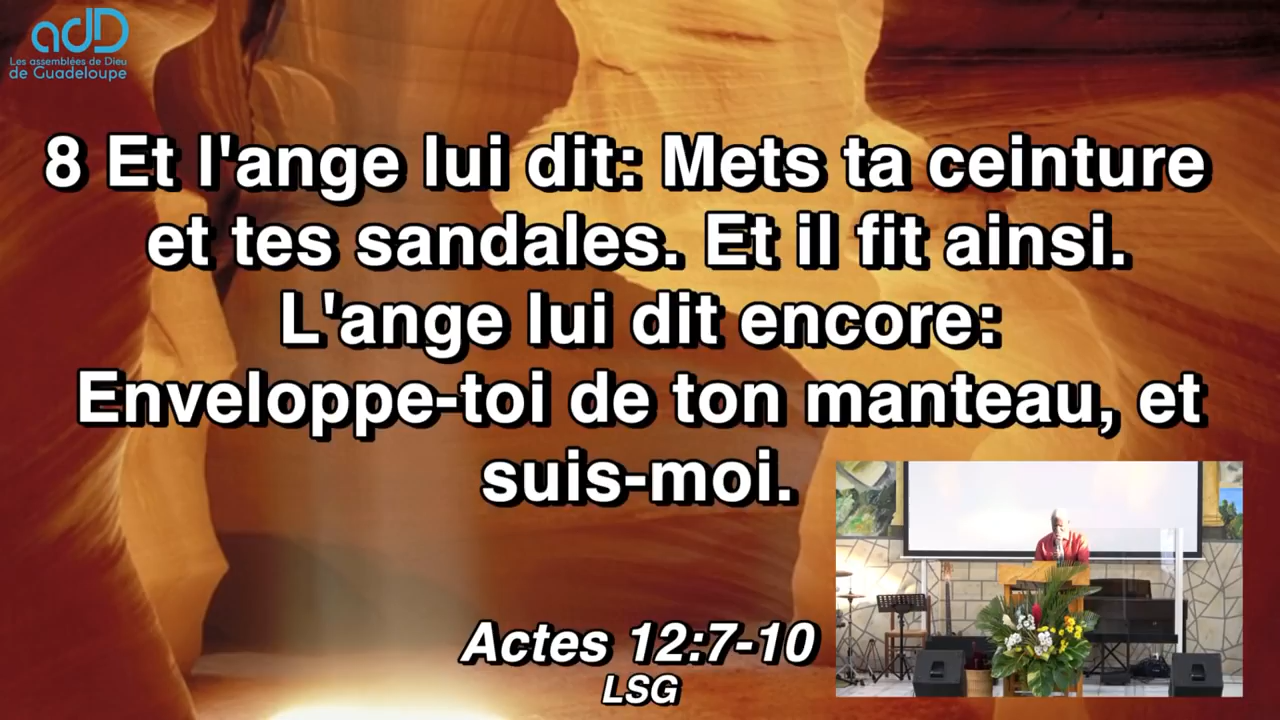 adD
Les assemblées de Dieu
de Guadeloupe
8 Et l'ange lui dit: Mets ta ceinture
et tes sandales. Et il fit ainsi.
L'ange lui dit encore:
Enveloppe-toi de ton manteau, et
suis-moi.
Actes 12:7-10
LSG